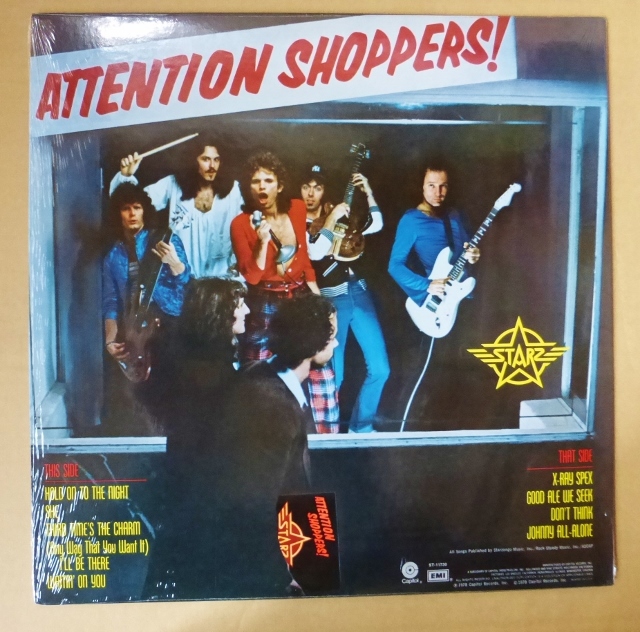 ATTENTION SHOPPERS!
STARZ
THIS SIDE
HOLD ON TO THE NIGHT
SHE
THIRD TIME'S THE CHARM
(Any Way That You Want It)
I'LL BE THERE
WAITIN' ON YOU
THAT SIDE
X-RAY SPEX
GOOD ALE WE SEEK
DON'T THINK
JOHNNY ALL-ALONE
STARZ
ATTENTION
SHOPPERS!
Capitol
EMI